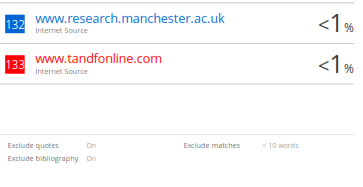 132 www.research.manchester.ac.uk <1%
Internet Source
133 www.tandfonline.com <1%
Internet Source
Exclude quotes On Exclude matches < 10 words
Exclude bibliography On